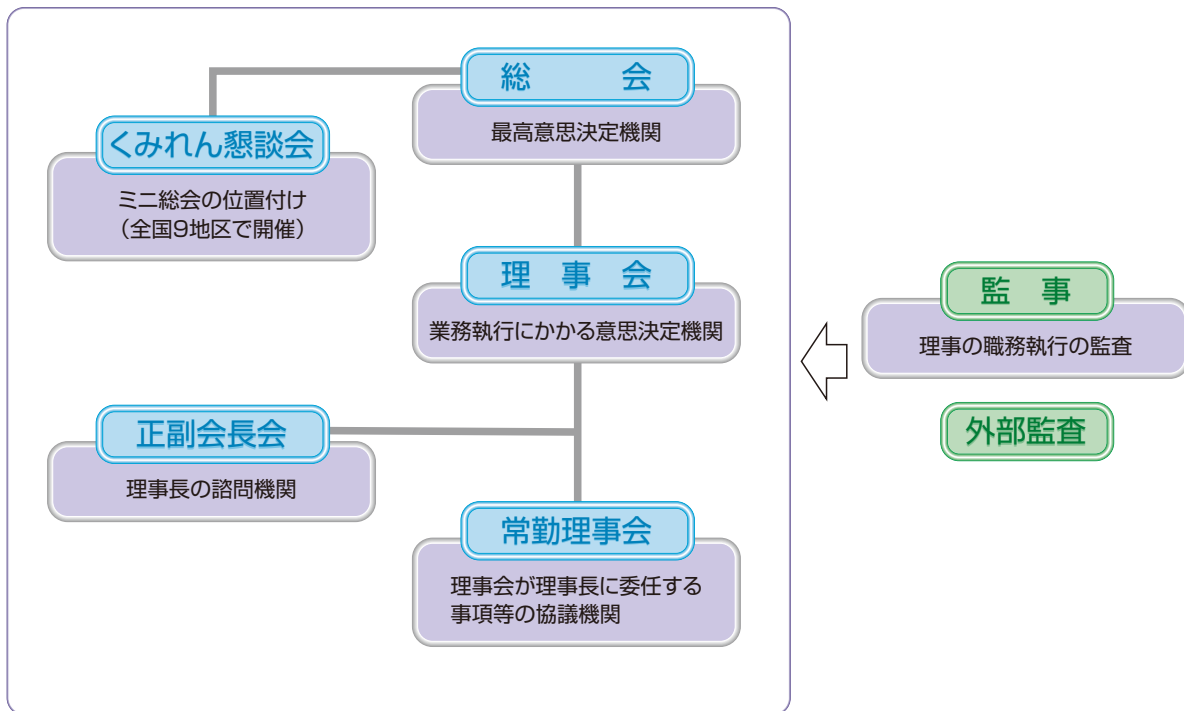 総会
最高意思決定機関
くみれん懇談会
ミニ総会の位置付け
（全国9地区で開催）
理事会
業務執行にかかる意思決定機関
正副会長会
理事長の諮問機関
常勤理事会
理事会が理事長に委任する
事項等の協議機関
監事
理事の職務執行の監査
外部監査